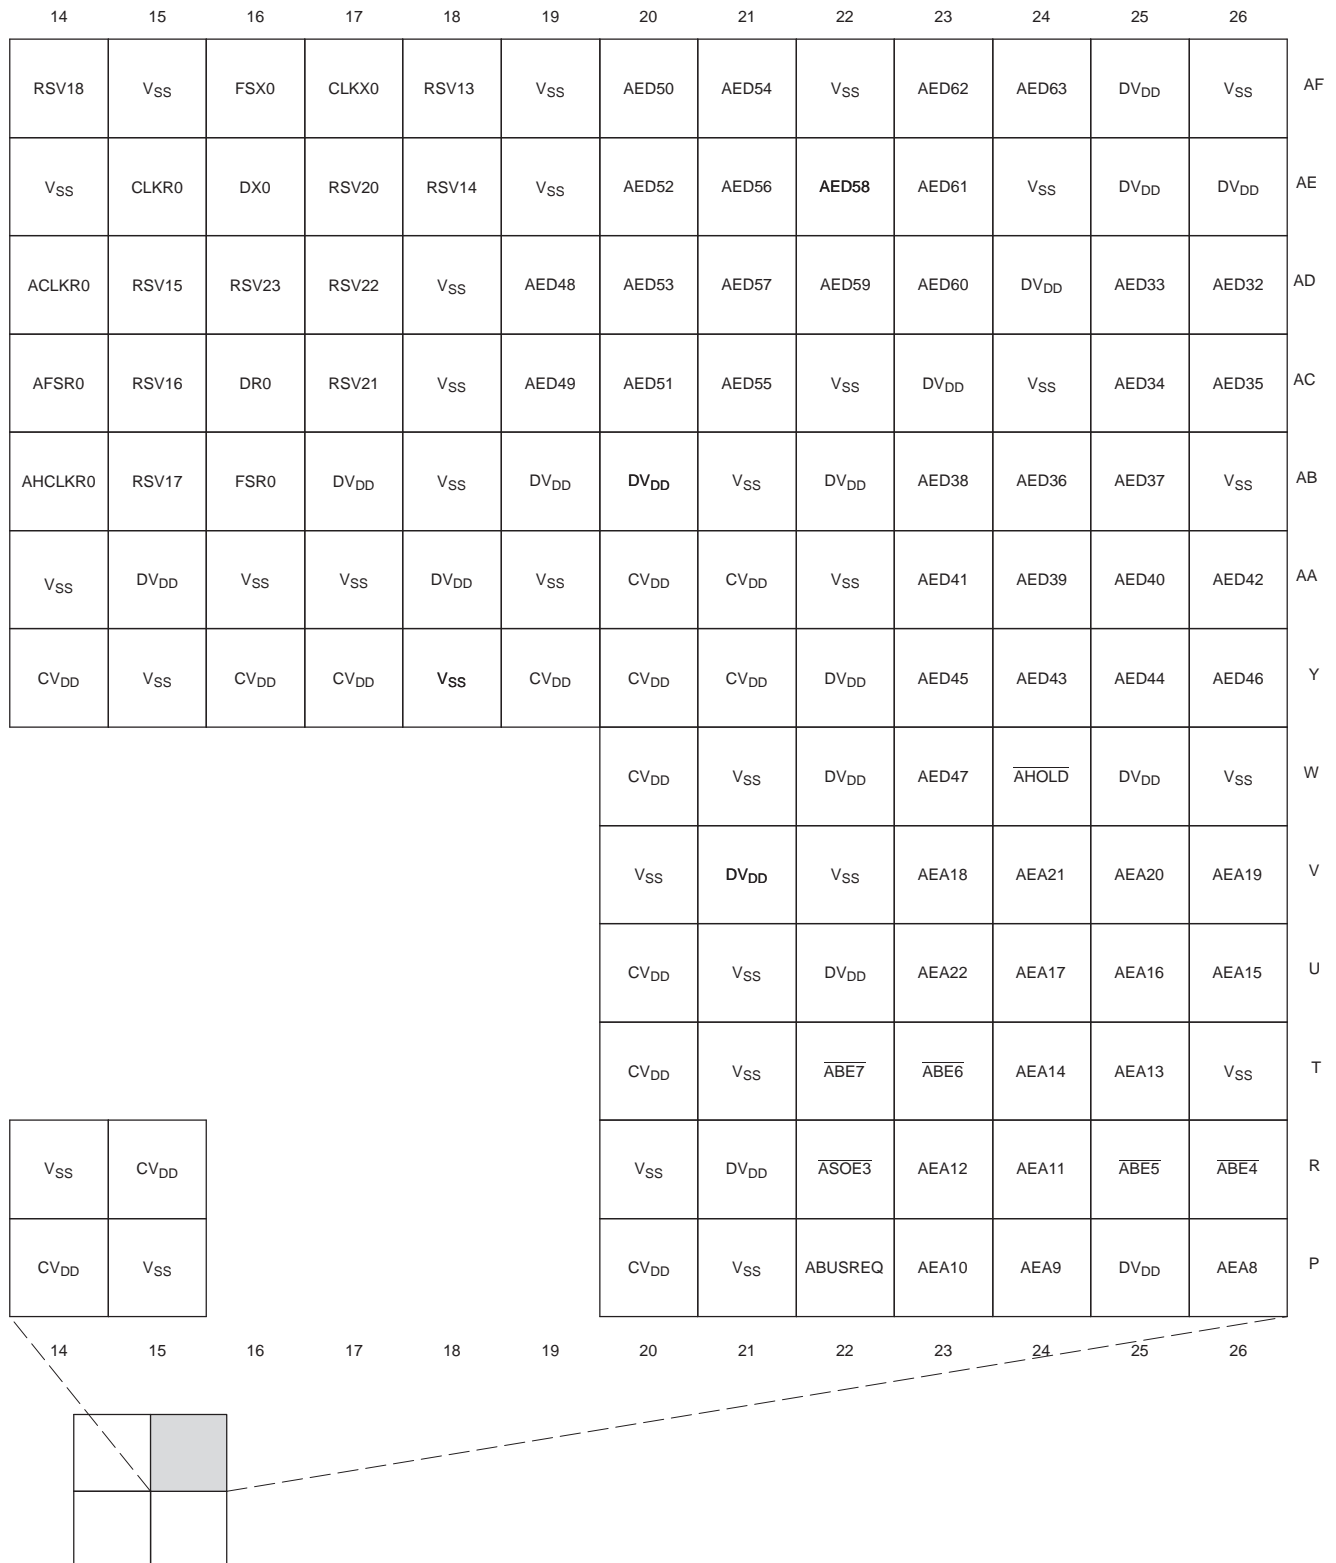 14 15 16 17 18 19 20 21 22 23 24 25 26
RSV18 VSS FSX0 CLKX0 RSV13 VSS AED50 AED54 VSS AED62 AED63 DVDD VSS AF
VSS CLKR0 DX0 RSV20 RSV14 VSS AED52 AED56 AED58 AED61 VSS DVDD DVDD AE
ACLKR0 RSV15 RSV23 RSV22 VSS AED48 AED53 AED57 AED59 AED60 DVDD AED33 AED32 AD
AFSR0 RSV16 DR0 RSV21 VSS AED49 AED51 AED55 VSS DVDD VSS AED34 AED35 AC
AHCLKR0 RSV17 FSR0 DVDD VSS DVDD DVDD VSS DVDD AED38 AED36 AED37 VSS AB
VSS DVDD VSS VSS DVDD VSS CVDD CVDD VSS AED41 AED39 AED40 AED42 AA
CVDD VSS CVDD CVDD VSS CVDD CVDD CVDD DVDD AED45 AED43 AED44 AED46 Y
CVDD VSS DVDD AED47 AHOLD DVDD VSS W
VSS DVDD VSS AEA18 AEA21 AEA20 AEA19 V
CVDD VSS DVDD AEA22 AEA17 AEA16 AEA15 U
CVDD VSS ABE7 ABE6 AEA14 AEA13 VSS T
VSS CVDD VSS DVDD ASOE3 AEA12 AEA11 ABE5 ABE4 R
CVDD VSS CVDD VSS ABUSREQ AEA10 AEA9 DVDD AEA8 P
14 15 16 17 18 19 20 21 22 23 24 25 26